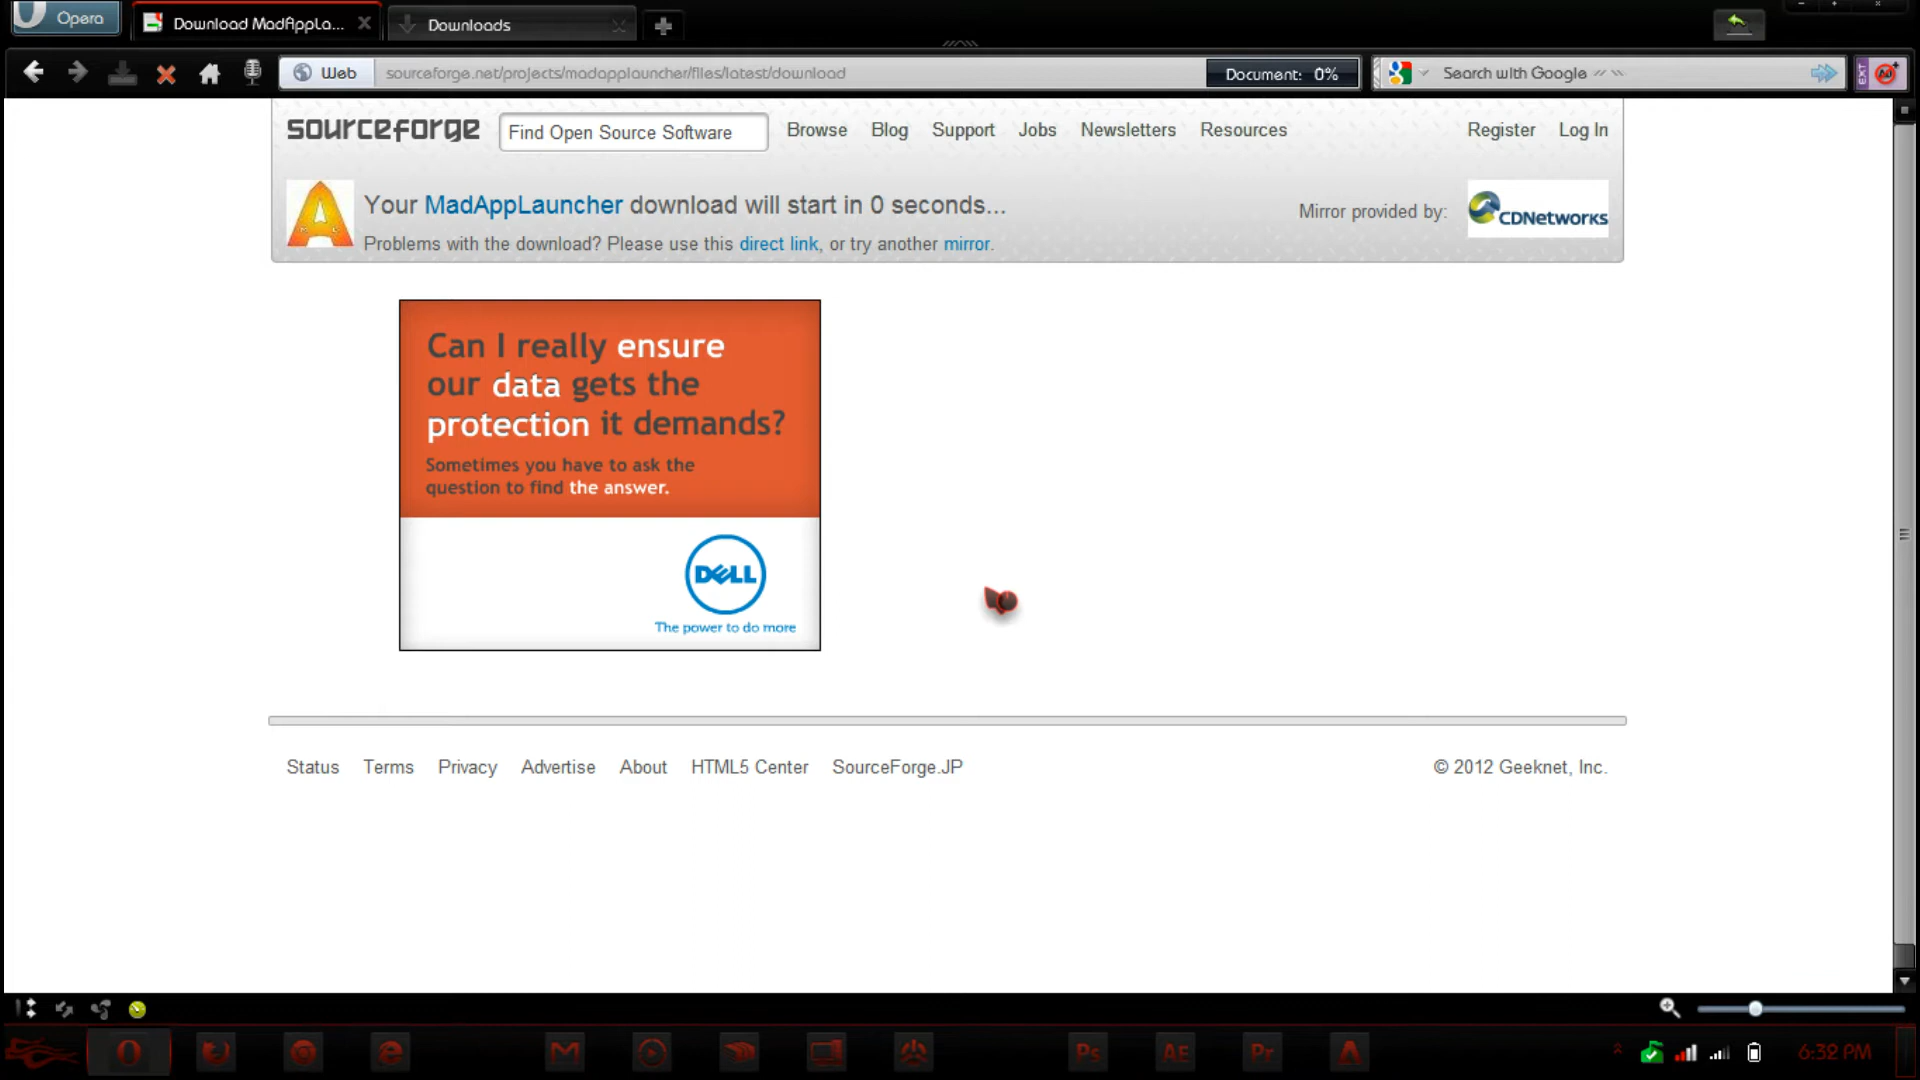 Opera
Download MadAppLa...
Downloads
Web
sourceforge.net/projects/madapplauncher/files/latest/download
Document: 0%
Search with Google
EXT
sourceforge
Find Open Source Software
Browse
Blog
Support
Jobs
Newsletters
Resources
Register
Log In
Your MadAppLauncher download will start in 0 seconds...
Problems with the download? Please use this direct link, or try another mirror.
Mirror provided by:
CDNetworks
Can I really ensure
our data gets the
protection it demands?
Sometimes you have to ask the
question to find the answer.
DELL
The power to do more
Status
Terms
Privacy
Advertise
About
HTML5 Center
SourceForge.JP
© 2012 Geeknet, Inc.
Ps
AE
Pr
6:32 PM